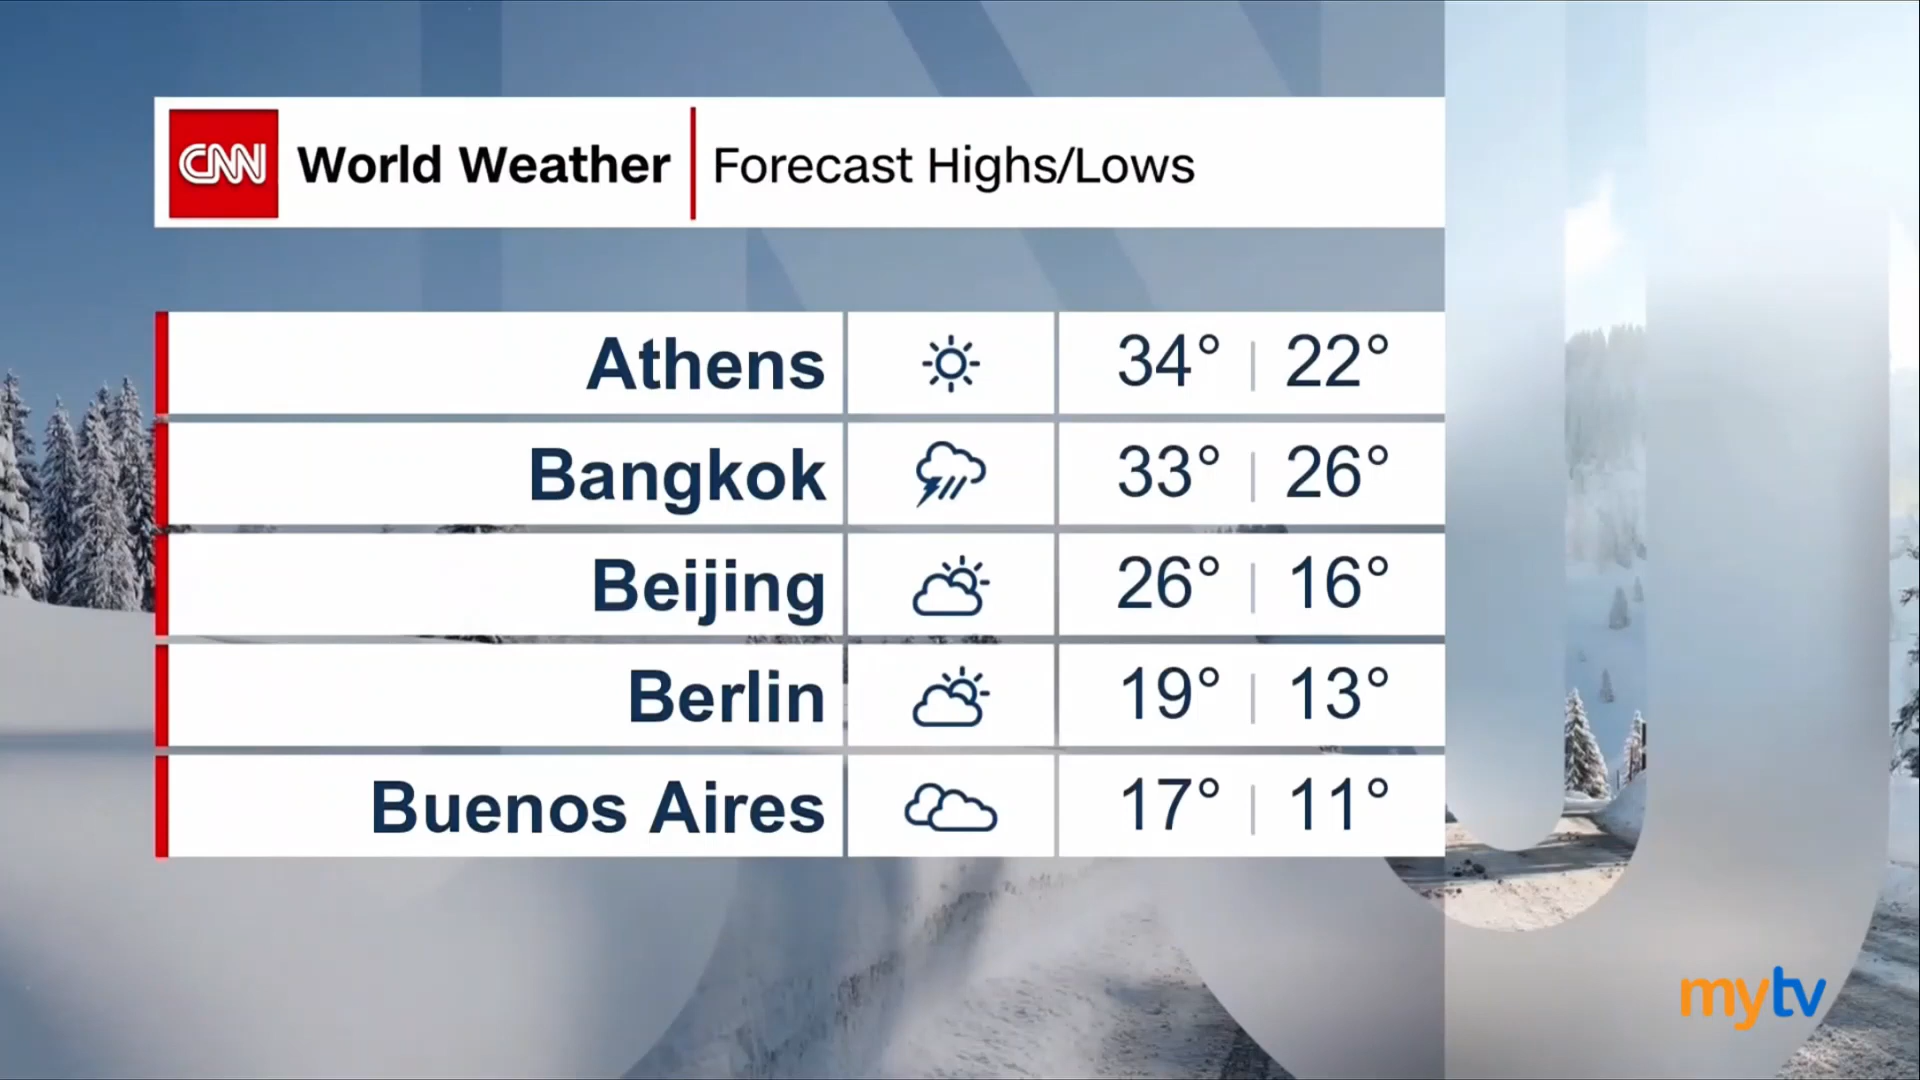 CNN World Weather | Forecast Highs/Lows
Athens 34° | 22°
Bangkok 33° | 26°
Beijing 26° | 16°
Berlin 19° | 13°
Buenos Aires 17° | 11°
mytv